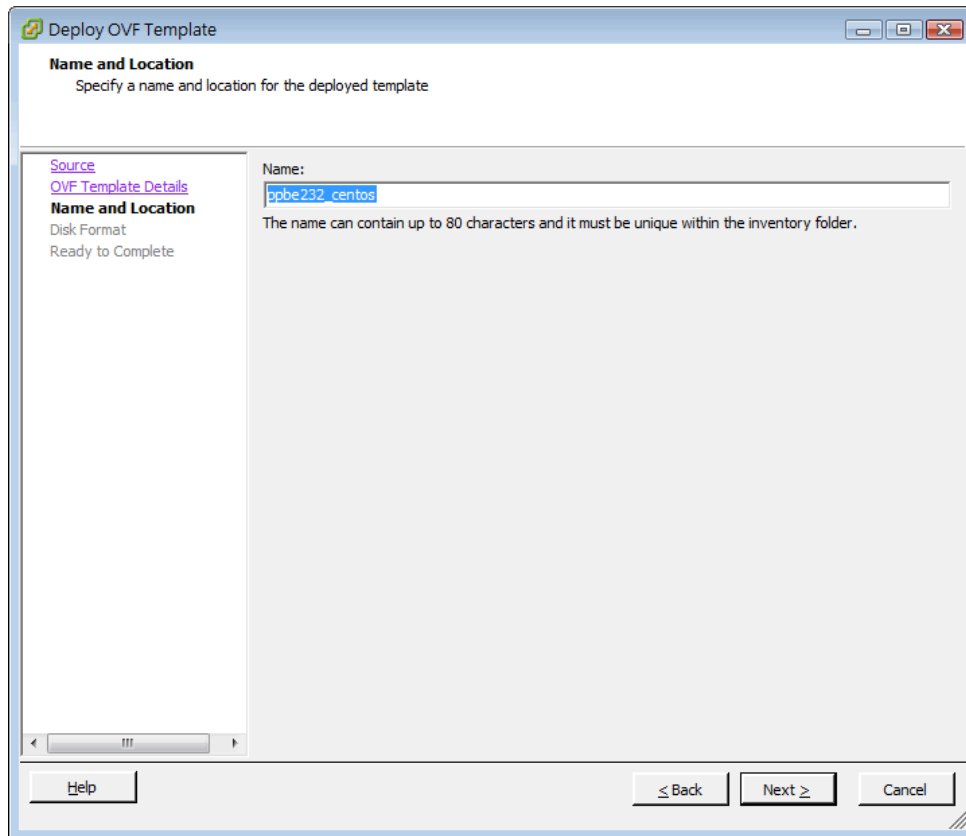 Deploy OVF Template
Name and Location
Specify a name and location for the deployed template
Source
OVF Template Details
Name and Location
Disk Format
Ready to Complete
Name:
ppbe232_centos
The name can contain up to 80 characters and it must be unique within the inventory folder.
Help
< Back
Next >
Cancel